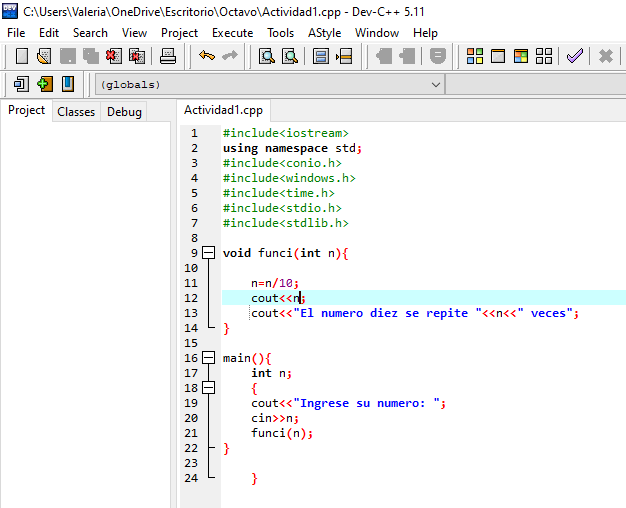 C:\Users\Valeria\OneDrive\Escritorio\Octavo\Actividad1.cpp - Dev-C++ 5.11
File Edit Search View Project Execute Tools AStyle Window Help
(globals)
Project Classes Debug
Actividad1.cpp
1 #include<iostream>
2 using namespace std;
3 #include<conio.h>
4 #include<windows.h>
5 #include<time.h>
6 #include<stdio.h>
7 #include<stdlib.h>
8
9 void funci(int n){
10
11 n=n/10;
12 cout<<n;
13 cout<<"El numero diez se repite "<<n<<" veces";
14 }
15
16 main(){
17 int n;
18 {
19 cout<<"Ingrese su numero: ";
20 cin>>n;
21 funci(n);
22 }
23
24 }